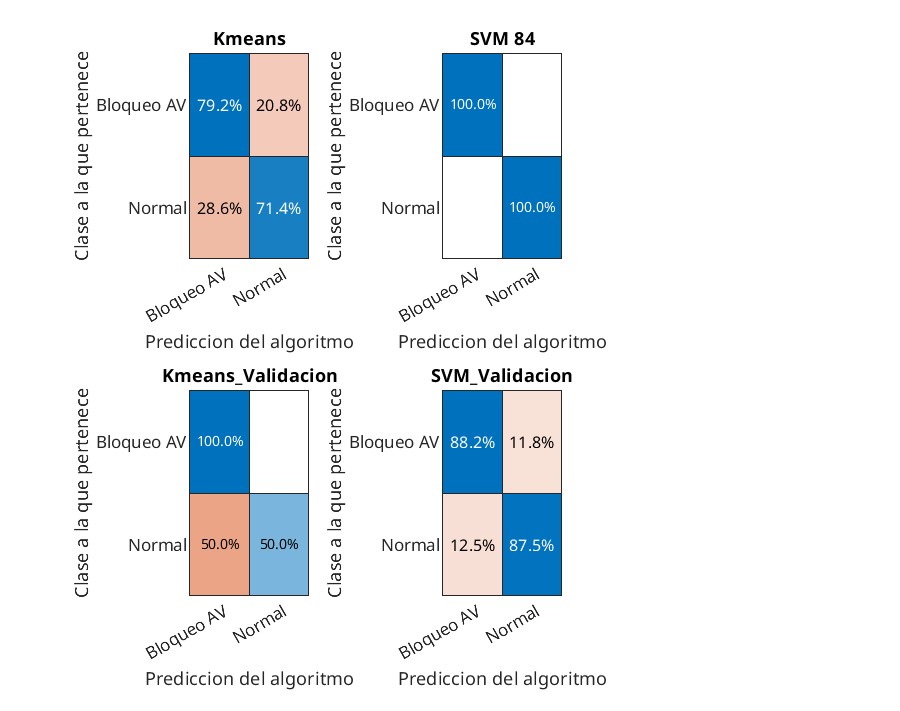 Kmeans
Clase a la que pertenece
Bloqueo AV
79.2%
20.8%
Normal
28.6%
71.4%
Bloqueo AV
Normal
Prediccion del algoritmo
SVM 84
Clase a la que pertenece
Bloqueo AV
100.0%
Normal
100.0%
Bloqueo AV
Normal
Prediccion del algoritmo
Kmeans_Validacion
Clase a la que pertenece
Bloqueo AV
100.0%
Normal
50.0%
50.0%
Bloqueo AV
Normal
Prediccion del algoritmo
SVM_Validacion
Clase a la que pertenece
Bloqueo AV
88.2%
11.8%
Normal
12.5%
87.5%
Bloqueo AV
Normal
Prediccion del algoritmo